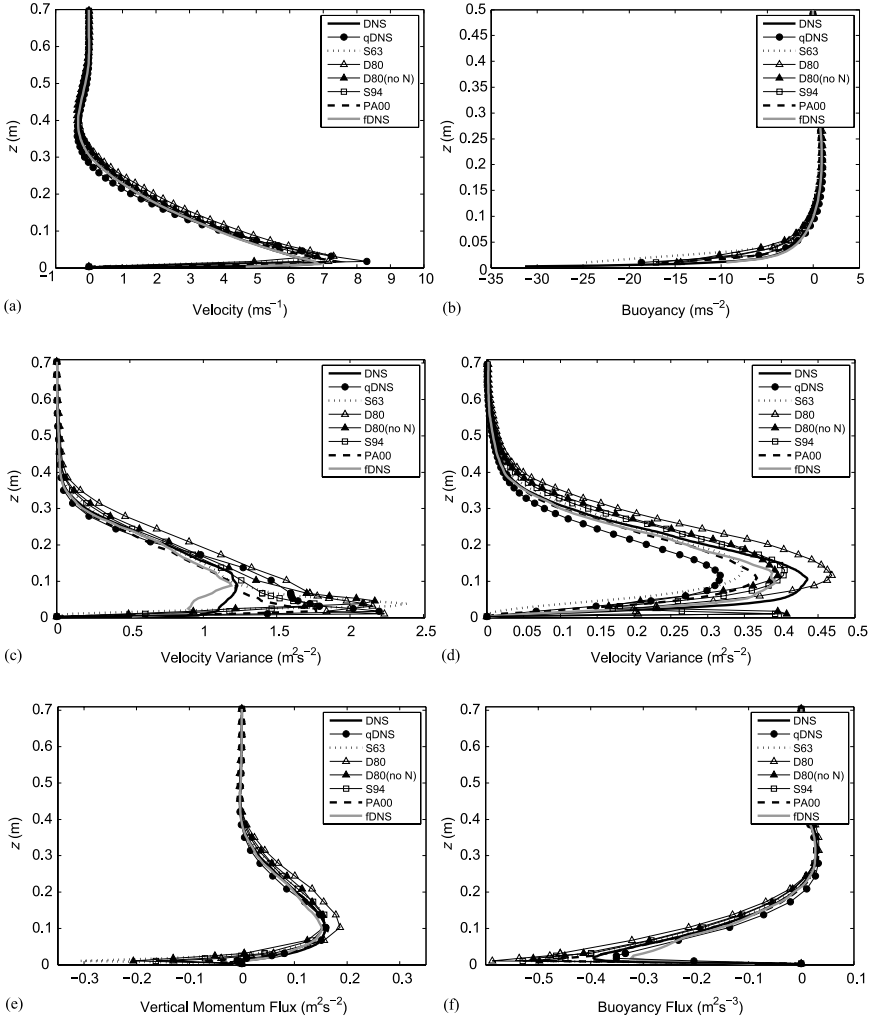 0.7
0.6
0.5
0.4
0.3
0.2
0.1
0
z (m)
−1 0 1 2 3 4 5 6 7 8 9 10
Velocity (ms⁻¹)
(a)
DNS
qDNS
S63
D80
D80(no N)
S94
PA00
fDNS
0.5
0.45
0.4
0.35
0.3
0.25
0.2
0.15
0.1
0.05
0.5
z (m)
−35 −30 −25 −20 −15 −10 −5 0 5
Buoyancy (ms⁻²)
(b)
DNS
qDNS
S63
D80
D80(no N)
S94
PA00
fDNS
0.7
0.6
0.5
0.4
0.3
0.2
0.1
0
z (m)
0 0.5 1 1.5 2 2.5
Velocity Variance (m²s⁻²)
(c)
DNS
qDNS
S63
D80
D80(no N)
S94
PA00
fDNS
0.7
0.6
0.5
0.4
0.3
0.2
0.1
0
z (m)
0 0.05 0.1 0.15 0.2 0.25 0.3 0.35 0.4 0.45 0.5
Velocity Variance (m²s⁻²)
(d)
DNS
qDNS
S63
D80
D80(no N)
S94
PA00
fDNS
0.7
0.6
0.5
0.4
0.3
0.2
0.1
0
z (m)
−0.3 −0.2 −0.1 0 0.1 0.2 0.3
Vertical Momentum Flux (m²s⁻²)
(e)
DNS
qDNS
S63
D80
D80(no N)
S94
PA00
fDNS
0.7
0.6
0.5
0.4
0.3
0.2
0.1
0
z (m)
−0.5 −0.4 −0.3 −0.2 −0.1 0 0.1
Buoyancy Flux (m²s⁻³)
(f)
DNS
qDNS
S63
D80
D80(no N)
S94
PA00
fDNS